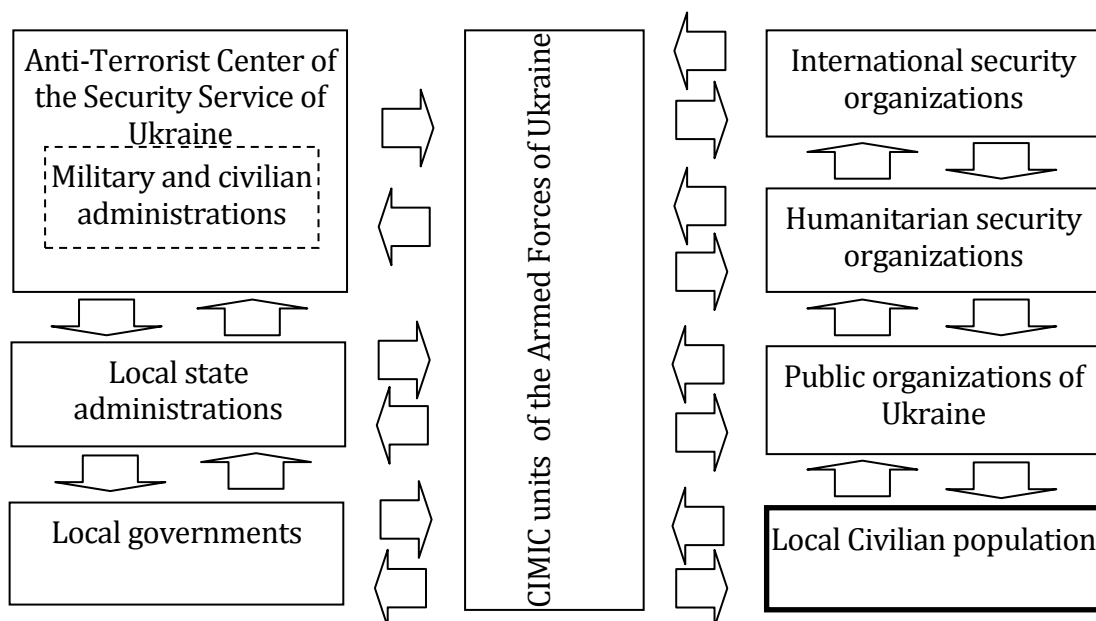 Anti-Terrorist Center of
the Security Service of
Ukraine
Military and civilian
administrations
Local state
administrations
Local governments
CIMIC units of the Armed Forces of Ukraine
International security
organizations
Humanitarian security
organizations
Public organizations of
Ukraine
Local Civilian population